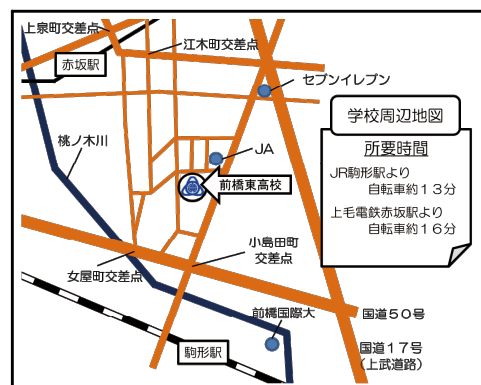 上泉町交差点
江木町交差点
赤坂駅
セブンイレブン
学校周辺地図
所要時間
JR駒形駅より
自転車約13分
上毛電鉄赤坂駅より
自転車約16分
桃ノ木川
JA
前橋東高校
小島田町
交差点
女屋町交差点
前橋国際大
国道50号
駒形駅
国道17号
(上武道路)